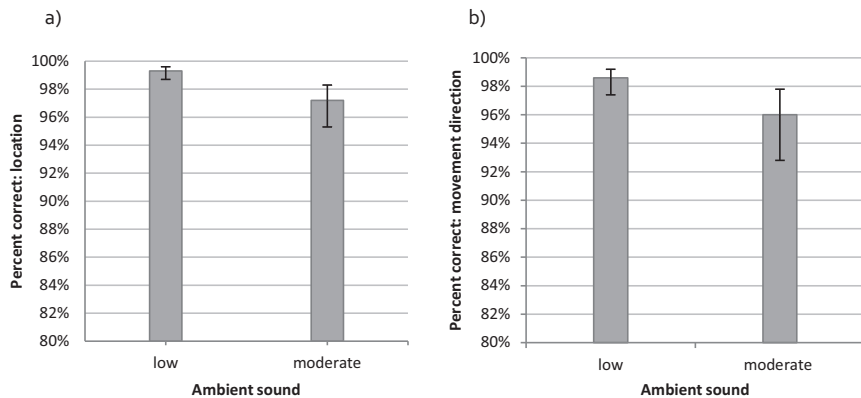 a)
Percent correct: location
100%
98%
96%
94%
92%
90%
88%
86%
84%
82%
80%
low moderate
Ambient sound
b)
Percent correct: movement direction
100%
98%
96%
94%
92%
90%
88%
86%
84%
82%
80%
low moderate
Ambient sound